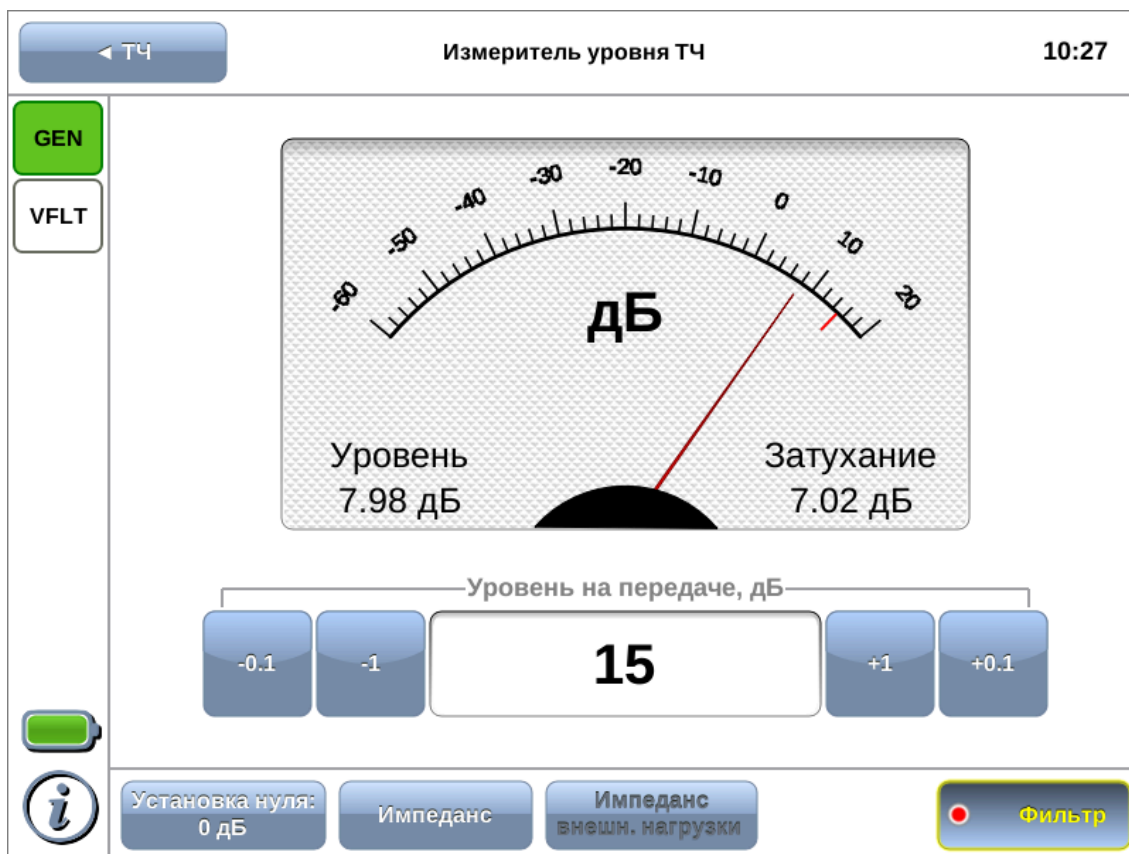 ◄ ТЧ
Измеритель уровня ТЧ
10:27
GEN
VFLT
-60
-50
-40
-30
-20
-10
0
10
20
дБ
Уровень
7.98 дБ
Затухание
7.02 дБ
Уровень на передаче, дБ
-0.1
-1
15
+1
+0.1
i
Установка нуля:
0 дБ
Импеданс
Импеданс
внешн. нагрузки
Фильтр